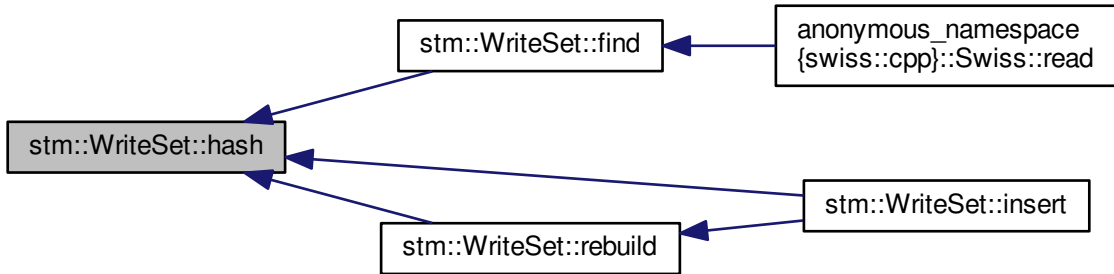 stm::WriteSet::find
anonymous_namespace
{swiss::cpp}::Swiss::read
stm::WriteSet::hash
stm::WriteSet::insert
stm::WriteSet::rebuild